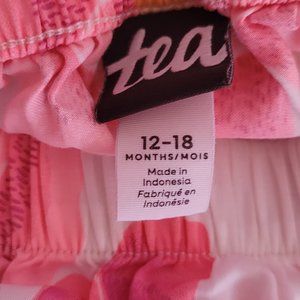 tea
12-18
MONTHS/MOIS
Made in
Indonesia
Fabriqué en
Indonésie